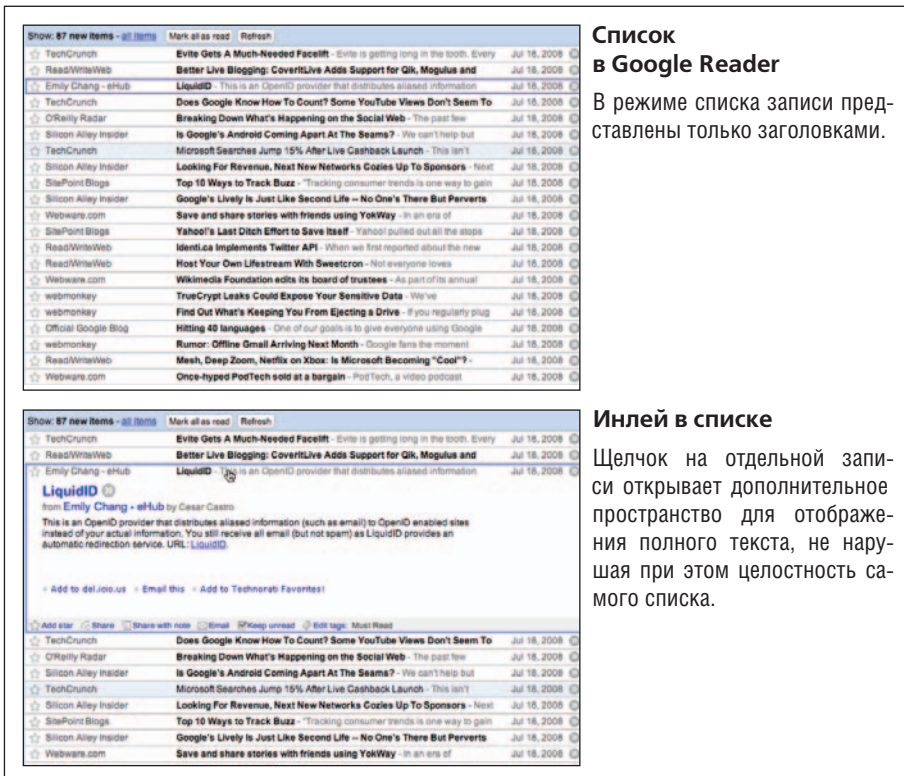 Show: 87 new items - all items Mark all as read Refresh
TechCrunch Evite Gets A Much-Needed Facelift - Evite is getting long in the tooth. Every Jul 18, 2008
Read/WriteWeb Better Live Blogging: CoveritLive Adds Support for Qik, Mogulus and Jul 18, 2008
Emily Chang - eHub LiquidID - This is an OpenID provider that distributes aliased information Jul 18, 2008
TechCrunch Does Google Know How To Count? Some YouTube Views Don't Seem To Jul 18, 2008
O'Reilly Radar Breaking Down What's Happening on the Social Web - The past few Jul 18, 2008
Silicon Alley Insider Is Google's Android Coming Apart At The Seams? - We can't help but Jul 18, 2008
TechCrunch Microsoft Searches Jump 15% After Live Cashback Launch - This isn't Jul 18, 2008
Silicon Alley Insider Looking For Revenue, Next New Networks Cozies Up To Sponsors - Next Jul 18, 2008
SitePoint Blogs Top 10 Ways to Track Buzz - "Tracking consumer trends is one way to gain Jul 18, 2008
Silicon Alley Insider Google's Lively Is Just Like Second Life -- No One's There But Perverts Jul 18, 2008
Webware.com Save and share stories with friends using YokWay - In an era of Jul 18, 2008
SitePoint Blogs Yahoo!'s Last Ditch Effort to Save Itself - Yahoo! pulled out all the stops Jul 18, 2008
Read/WriteWeb Identi.ca Implements Twitter API - When we first reported about the new Jul 18, 2008
Read/WriteWeb Host Your Own Lifestream With Sweetcron - Not everyone loves Jul 18, 2008
Webware.com Wikimedia Foundation edits its board of trustees - As part of its annual Jul 18, 2008
webmonkey TrueCrypt Leaks Could Expose Your Sensitive Data - We've Jul 18, 2008
webmonkey Find Out What's Keeping You From Ejecting a Drive - If you regularly plug Jul 18, 2008
Official Google Blog Hitting 40 languages - One of our goals is to give everyone using Google Jul 18, 2008
webmonkey Rumor: Offline Gmail Arriving Next Month - Google fans the moment Jul 18, 2008
Read/WriteWeb Mesh, Deep Zoom, Netflix on Xbox: Is Microsoft Becoming "Cool"? - Jul 18, 2008
Webware.com Once-hyped PodTech sold at a bargain - PodTech, a video podcast Jul 18, 2008
Список
в Google Reader
В режиме списка записи пред-
ставлены только заголовками.
Show: 87 new items - all items Mark all as read Refresh
TechCrunch Evite Gets A Much-Needed Facelift - Evite is getting long in the tooth. Every Jul 18, 2008
Read/WriteWeb Better Live Blogging: CoveritLive Adds Support for Qik, Mogulus and Jul 18, 2008
Emily Chang - eHub LiquidID - This is an OpenID provider that distributes aliased information Jul 18, 2008
LiquidID
from Emily Chang - eHub by Cesar Castro
This is an OpenID provider that distributes aliased information (such as email) to OpenID enabled sites
instead of your actual information. You still receive all email (but not spam) as LiquidID provides an
automatic redirection service. URL: LiquidID.
Add to del.icio.us Email this Add to Technorati Favorites!
Add star Share Share with note Email Keep unread Edit tags: Must Read
TechCrunch Does Google Know How To Count? Some YouTube Views Don't Seem To Jul 18, 2008
O'Reilly Radar Breaking Down What's Happening on the Social Web - The past few Jul 18, 2008
Silicon Alley Insider Is Google's Android Coming Apart At The Seams? - We can't help but Jul 18, 2008
TechCrunch Microsoft Searches Jump 15% After Live Cashback Launch - This isn't Jul 18, 2008
Silicon Alley Insider Looking For Revenue, Next New Networks Cozies Up To Sponsors - Next Jul 18, 2008
SitePoint Blogs Top 10 Ways to Track Buzz - "Tracking consumer trends is one way to gain Jul 18, 2008
Silicon Alley Insider Google's Lively Is Just Like Second Life -- No One's There But Perverts Jul 18, 2008
Webware.com Save and share stories with friends using YokWay - In an era of Jul 18, 2008
Инлей в списке
Щелчок на отдельной запи-
си открывает дополнительное
пространство для отображе-
ния полного текста, не нару-
шая при этом целостность са-
мого списка.